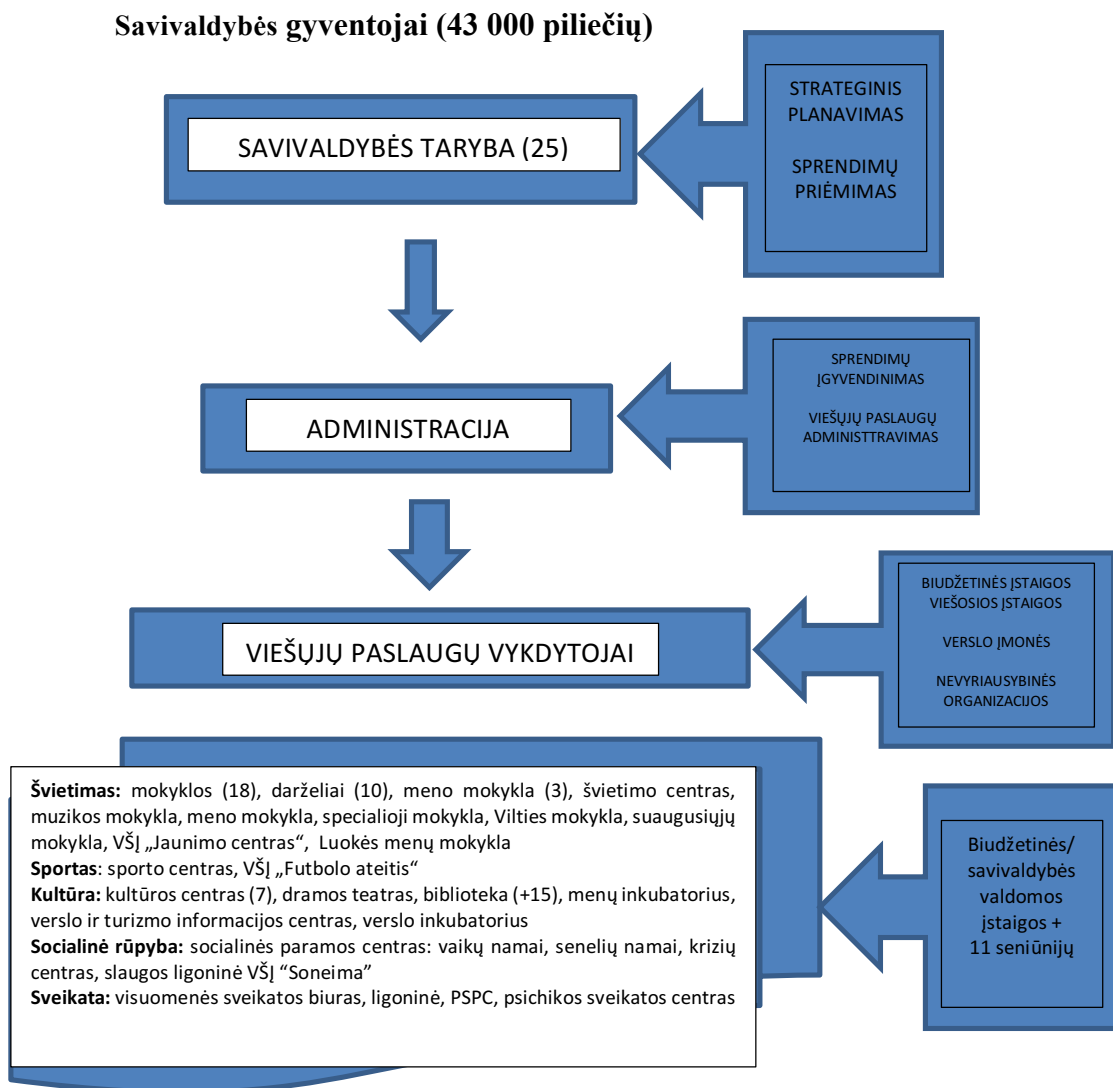 Savivaldybės gyventojai (43 000 piliečių)
STRATEGINIS
PLANAVIMAS
SPRENDIMŲ
PRIĖMIMAS
SAVIVALDYBĖS TARYBA (25)
SPRENDIMŲ
ĮGYVENDINIMAS
VIEŠŲJŲ PASLAUGŲ
ADMINISTTRAVIMAS
ADMINISTRACIJA
BIUDŽETINĖS ĮSTAIGOS
VIEŠOSIOS ĮSTAIGOS
VERSLO ĮMONĖS
NEVYRIAUSYBINĖS
ORGANIZACIJOS
VIEŠŲJŲ PASLAUGŲ VYKDYTOJAI
Švietimas: mokyklos (18), darželiai (10), meno mokykla (3), švietimo centras,
muzikos mokykla, meno mokykla, specialioji mokykla, Vilties mokykla, suaugusiųjų
mokykla, VŠĮ „Jaunimo centras“, Luokės menų mokykla
Sportas: sporto centras, VŠĮ „Futbolo ateitis“
Kultūra: kultūros centras (7), dramos teatras, biblioteka (+15), menų inkubatorius,
verslo ir turizmo informacijos centras, verslo inkubatorius
Socialinė rūpyba: socialinės paramos centras: vaikų namai, senelių namai, krizių
centras, slaugos ligoninė VŠĮ “Soneima”
Sveikata: visuomenės sveikatos biuras, ligoninė, PSPC, psichikos sveikatos centras
Biudžetinės/
savivaldybės
valdomos
įstaigos +
11 seniūnijų